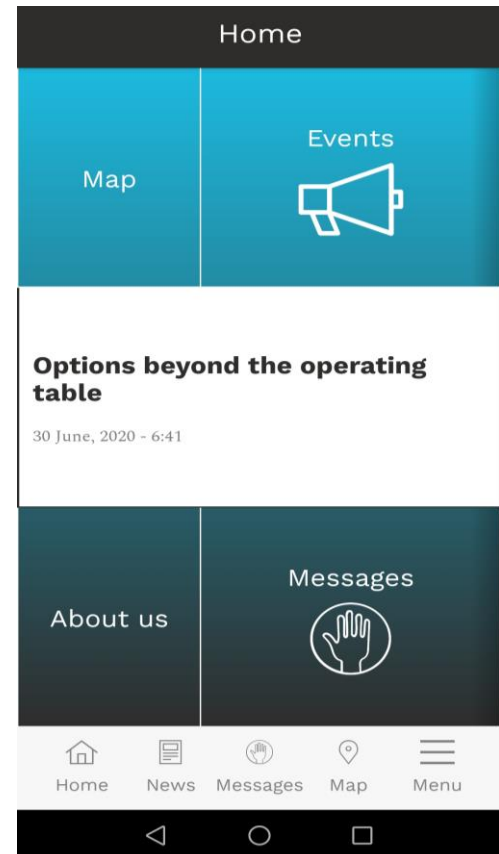 Home
Map
Events
Options beyond the operating
table
30 June, 2020 - 6:41
About us
Messages
Home News Messages Map Menu